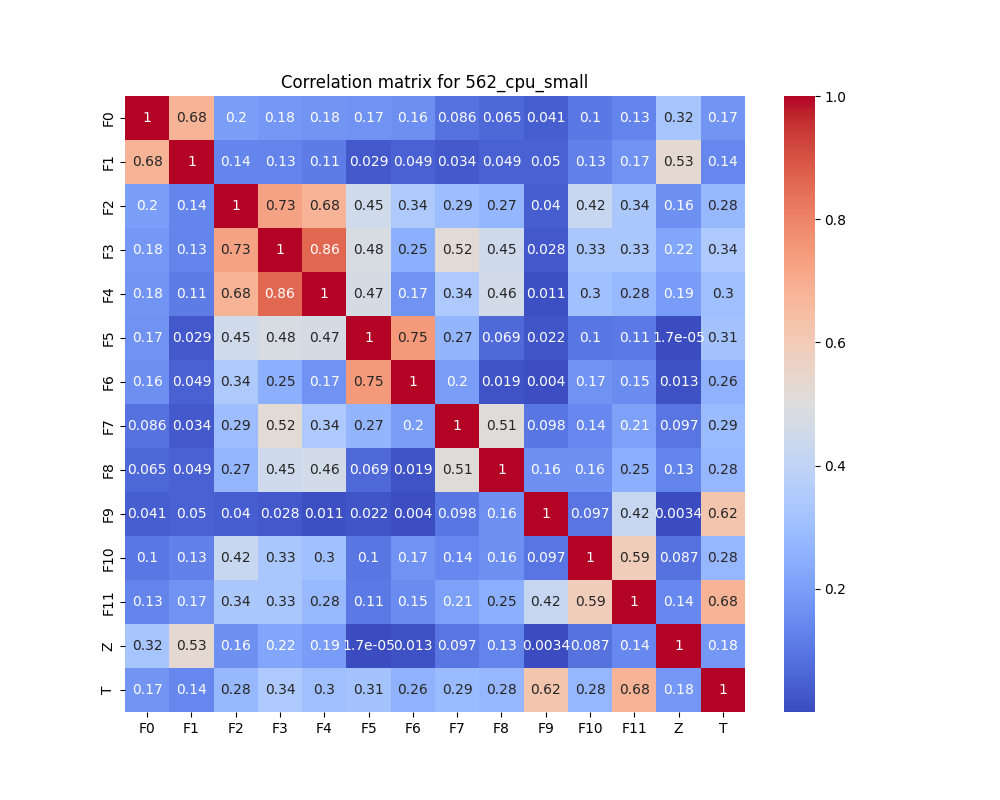 Correlation matrix for 562_cpu_small
F0 1 0.68 0.2 0.18 0.18 0.17 0.16 0.086 0.065 0.041 0.1 0.13 0.32 0.17
F1 0.68 1 0.14 0.13 0.11 0.029 0.049 0.034 0.049 0.05 0.13 0.17 0.53 0.14
F2 0.2 0.14 1 0.73 0.68 0.45 0.34 0.29 0.27 0.04 0.42 0.34 0.16 0.28
F3 0.18 0.13 0.73 1 0.86 0.48 0.25 0.52 0.45 0.028 0.33 0.33 0.22 0.34
F4 0.18 0.11 0.68 0.86 1 0.47 0.17 0.34 0.46 0.011 0.3 0.28 0.19 0.3
F5 0.17 0.029 0.45 0.48 0.47 1 0.75 0.27 0.069 0.022 0.1 0.11 1.7e-05 0.31
F6 0.16 0.049 0.34 0.25 0.17 0.75 1 0.2 0.019 0.004 0.17 0.15 0.013 0.26
F7 0.086 0.034 0.29 0.52 0.34 0.27 0.2 1 0.51 0.098 0.14 0.21 0.097 0.29
F8 0.065 0.049 0.27 0.45 0.46 0.069 0.019 0.51 1 0.16 0.16 0.25 0.13 0.28
F9 0.041 0.05 0.04 0.028 0.011 0.022 0.004 0.098 0.16 1 0.097 0.42 0.0034 0.62
F10 0.1 0.13 0.42 0.33 0.3 0.1 0.17 0.14 0.16 0.097 1 0.59 0.087 0.28
F11 0.13 0.17 0.34 0.33 0.28 0.11 0.15 0.21 0.25 0.42 0.59 1 0.14 0.68
Z 0.32 0.53 0.16 0.22 0.19 1.7e-05 0.013 0.097 0.13 0.0034 0.087 0.14 1 0.18
T 0.17 0.14 0.28 0.34 0.3 0.31 0.26 0.29 0.28 0.62 0.28 0.68 0.18 1
F0 F1 F2 F3 F4 F5 F6 F7 F8 F9 F10 F11 Z T
1.0
0.8
0.6
0.4
0.2